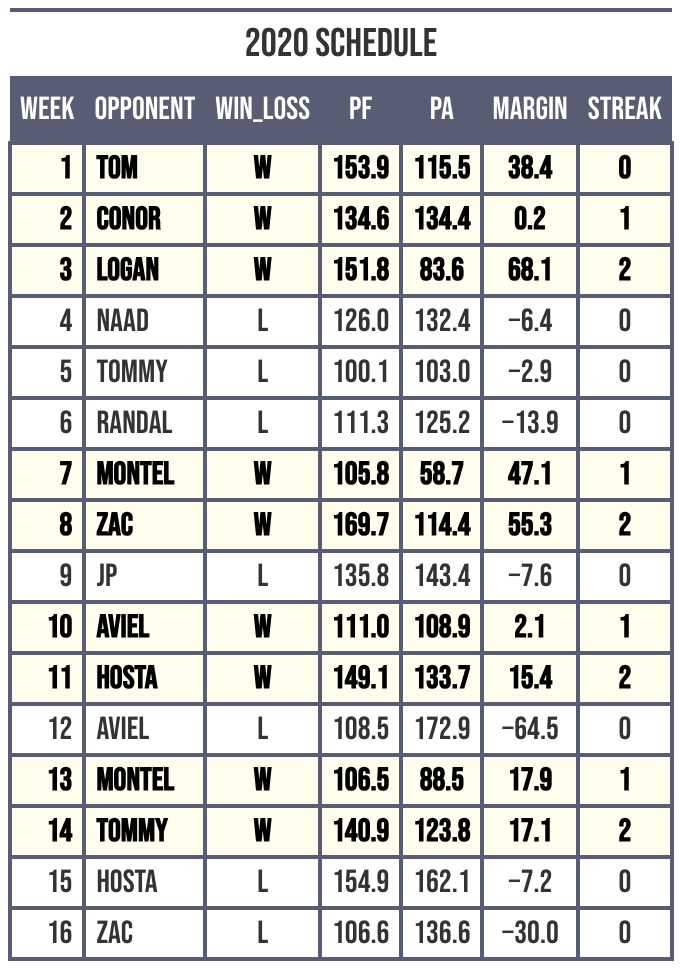 2020 SCHEDULE
WEEK OPPONENT WIN_LOSS PF PA MARGIN STREAK
1 TOM W 153.9 115.5 38.4 0
2 CONOR W 134.6 134.4 0.2 1
3 LOGAN W 151.8 83.6 68.1 2
4 NAAD L 126.0 132.4 −6.4 0
5 TOMMY L 100.1 103.0 −2.9 0
6 RANDAL L 111.3 125.2 −13.9 0
7 MONTEL W 105.8 58.7 47.1 1
8 ZAC W 169.7 114.4 55.3 2
9 JP L 135.8 143.4 −7.6 0
10 AVIEL W 111.0 108.9 2.1 1
11 HOSTA W 149.1 133.7 15.4 2
12 AVIEL L 108.5 172.9 −64.5 0
13 MONTEL W 106.5 88.5 17.9 1
14 TOMMY W 140.9 123.8 17.1 2
15 HOSTA L 154.9 162.1 −7.2 0
16 ZAC L 106.6 136.6 −30.0 0